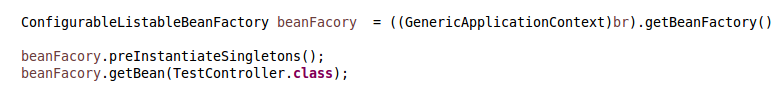 ConfigurableListableBeanFactory beanFacory  = ((GenericApplicationContext)br).getBeanFactory()
beanFacory.preInstantiateSingletons();
beanFacory.getBean(TestController.class);